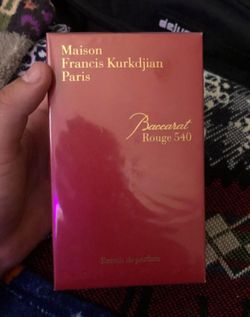 Maison
Francis Kurkdjian
Paris
Baccarat
Rouge 540
Extrait de parfum